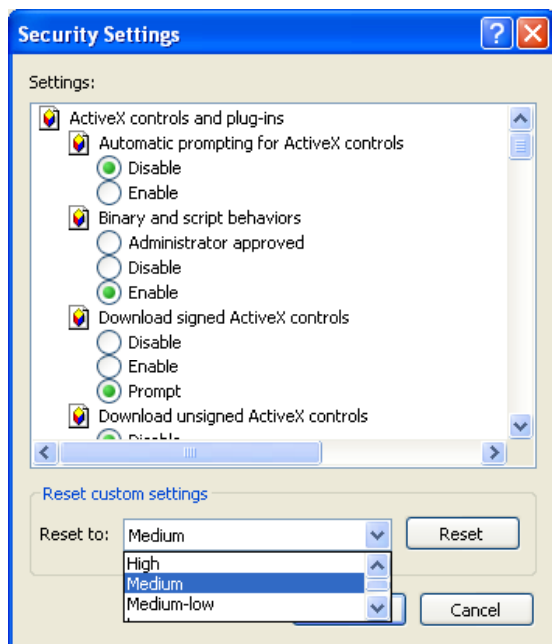 Security Settings
Settings:
ActiveX controls and plug-ins
Automatic prompting for ActiveX controls
Disable
Enable
Binary and script behaviors
Administrator approved
Disable
Enable
Download signed ActiveX controls
Disable
Enable
Prompt
Download unsigned ActiveX controls
Disable
Reset custom settings
Reset to: Medium Reset
High
Medium
Medium-low
Cancel